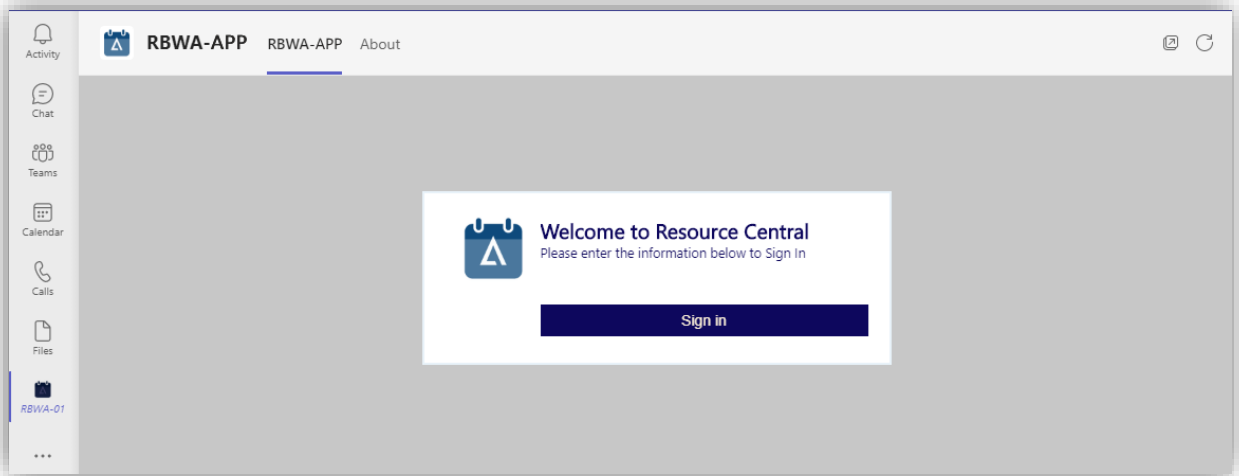 Activity
Chat
Teams
Calendar
Calls
Files
RBWA-01
RBWA-APP RBWA-APP About
Welcome to Resource Central
Please enter the information below to Sign In
Sign in